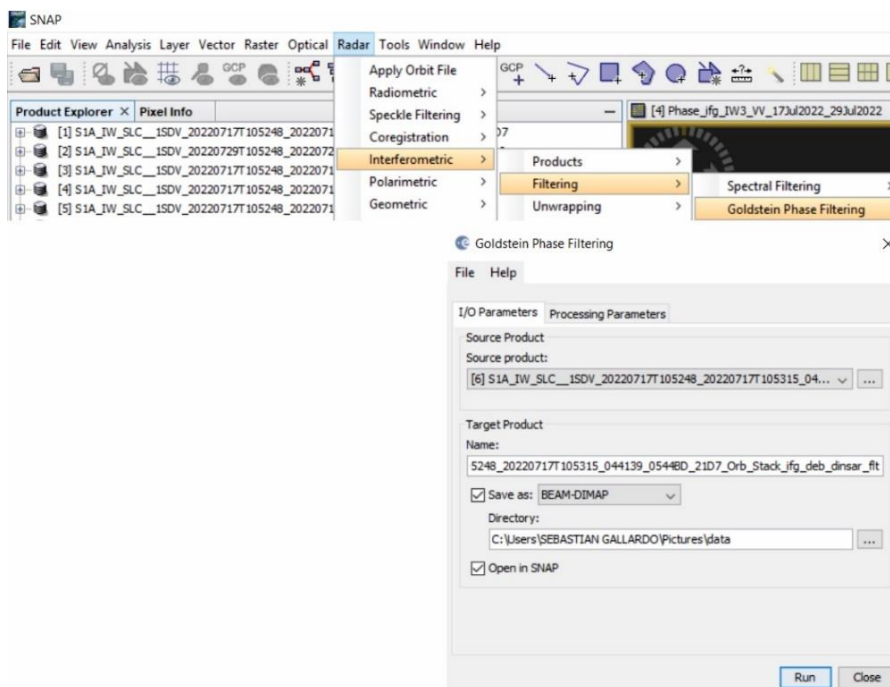 SNAP
File Edit View Analysis Layer Vector Raster Optical Radar Tools Window Help
GCP GCP
Apply Orbit File
Radiometric >
Speckle Filtering >
Coregistration >
Interferometric >
Polarimetric >
Geometric >
Products >
Filtering >
Unwrapping >
Spectral Filtering
Goldstein Phase Filtering
Product Explorer × Pixel Info
[1] S1A_IW_SLC__1SDV_20220717T105248_2022071
[2] S1A_IW_SLC__1SDV_20220729T105248_2022072
[3] S1A_IW_SLC__1SDV_20220717T105248_2022071
[4] S1A_IW_SLC__1SDV_20220717T105248_2022071
[5] S1A_IW_SLC__1SDV_20220717T105248_2022071
[4] Phase_ifg_IW3_VV_17Jul2022_29Jul2022
Goldstein Phase Filtering
File Help
I/O Parameters Processing Parameters
Source Product
Source product:
[6] S1A_IW_SLC__1SDV_20220717T105248_20220717T105315_04...
Target Product
Name:
5248_20220717T105315_044139_0544BD_21D7_Orb_Stack_ifg_deb_dinsar_flt
Save as: BEAM-DIMAP
Directory:
C:\Users\SEBASTIAN GALLARDO\Pictures\data
Open in SNAP
Run Close